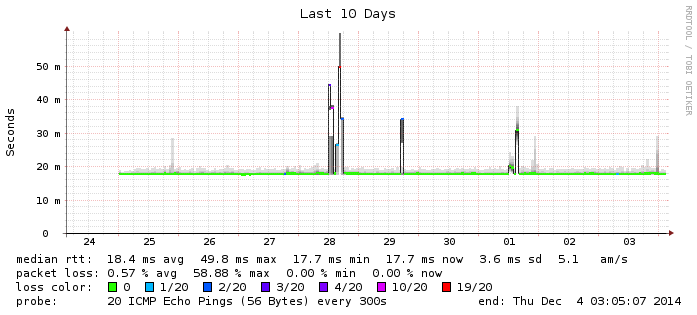 Last 10 Days
RRDTOOL / TOBI OETIKER
Seconds
50 m
40 m
30 m
20 m
10 m
0
24 25 26 27 28 29 30 01 02 03
median rtt: 18.4 ms avg 49.8 ms max 17.7 ms min 17.7 ms now 3.6 ms sd 5.1 am/s
packet loss: 0.57 % avg 58.88 % max 0.00 % min 0.00 % now
loss color: 0 1/20 2/20 3/20 4/20 10/20 19/20
probe: 20 ICMP Echo Pings (56 Bytes) every 300s end: Thu Dec 4 03:05:07 2014